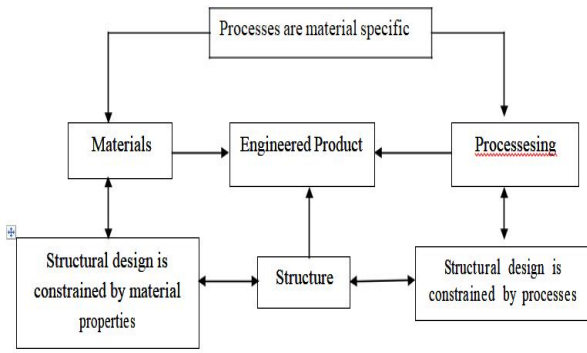 Processes are material specific
Materials
Engineered Product
Processesing
Structural design is
constrained by material
properties
Structure
Structural design is
constrained by processes